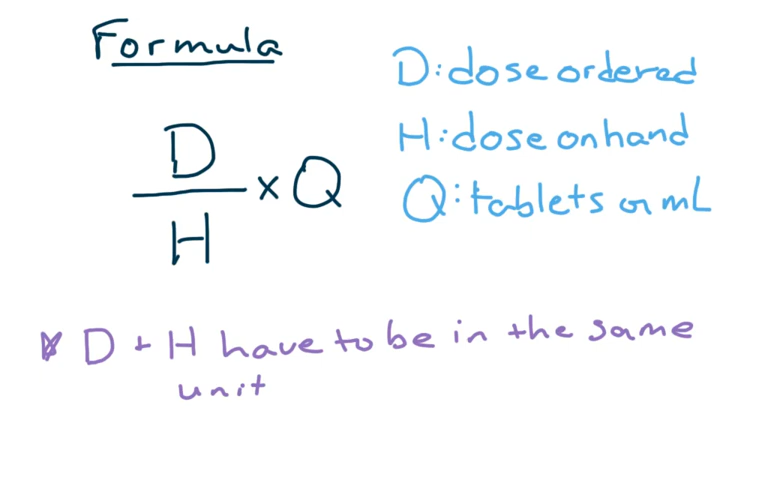 Formula
D: dose ordered
H: dose on hand
Q: tablets or mL
D
H
x Q
* D + H have to be in the same
unit